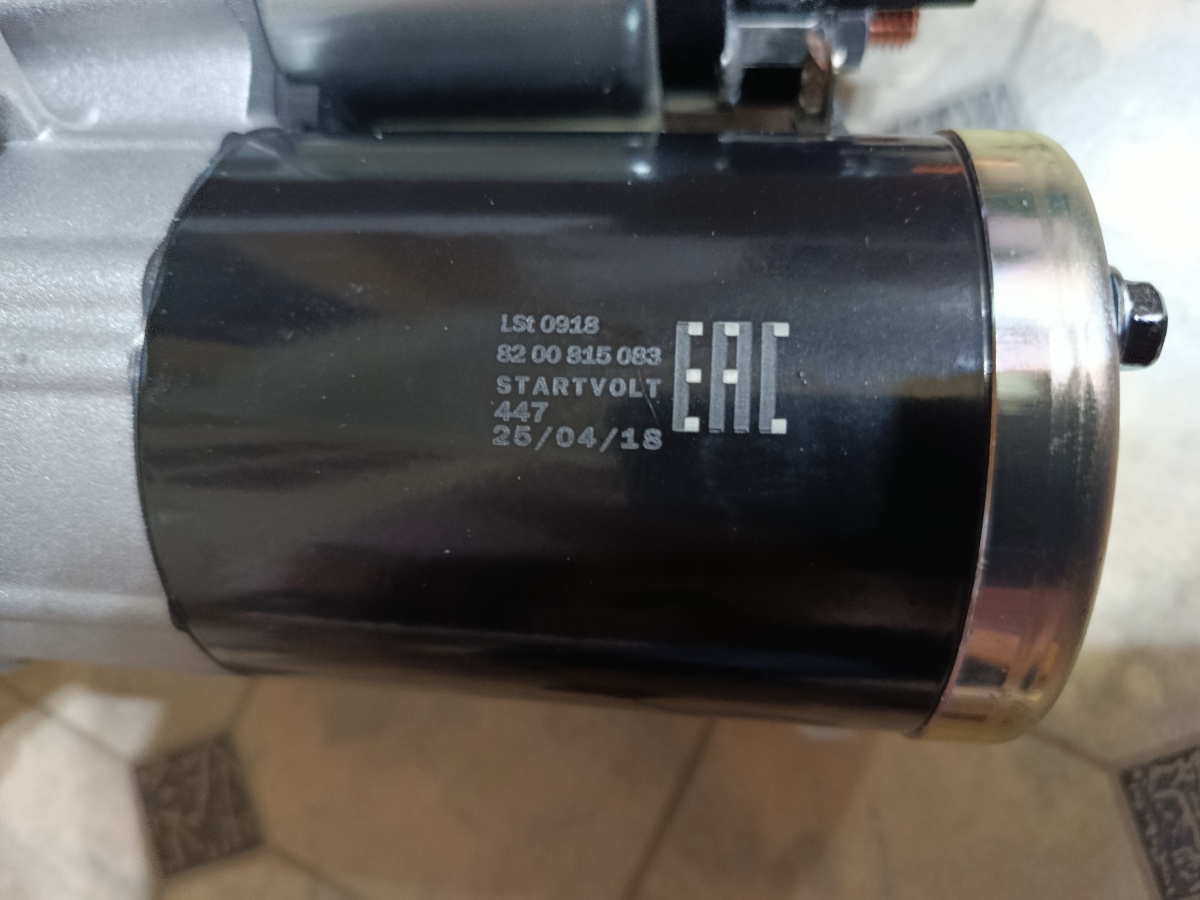 LSt 0918
82 00 815 083
STARTVOLT
447
25/04/18
EAC